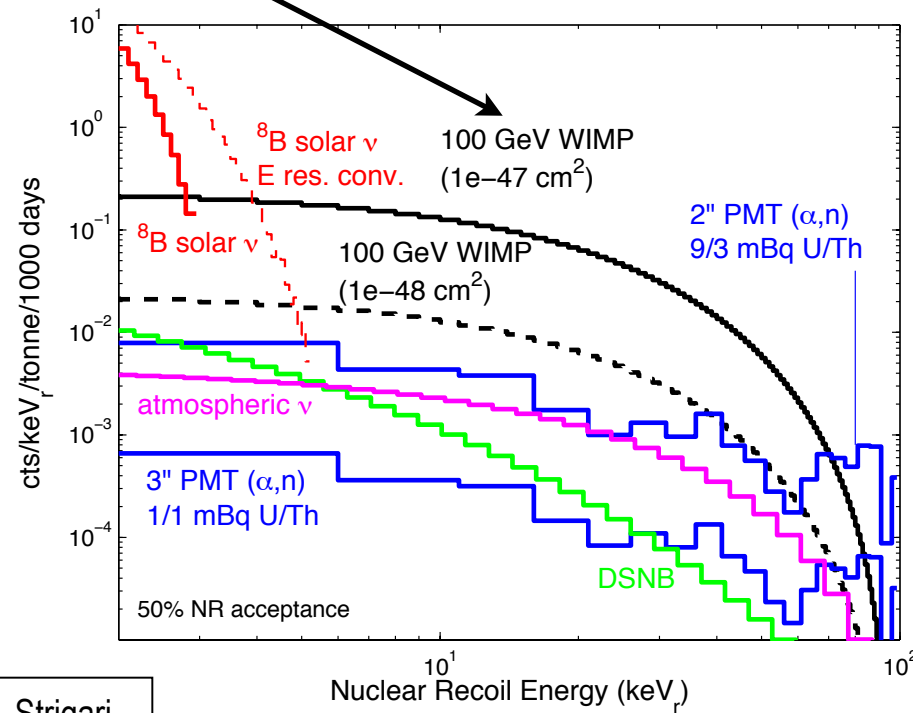 10¹
10⁰
10⁻¹
10⁻²
10⁻³
10⁻⁴
cts/keVᵣ/tonne/1000 days
⁸B solar ν
E res. conv.
100 GeV WIMP
(1e−47 cm²)
⁸B solar ν
2" PMT (α,n)
9/3 mBq U/Th
100 GeV WIMP
(1e−48 cm²)
atmospheric ν
3" PMT (α,n)
1/1 mBq U/Th
DSNB
50% NR acceptance
10¹
10²
Nuclear Recoil Energy (keVᵣ)
Strigari